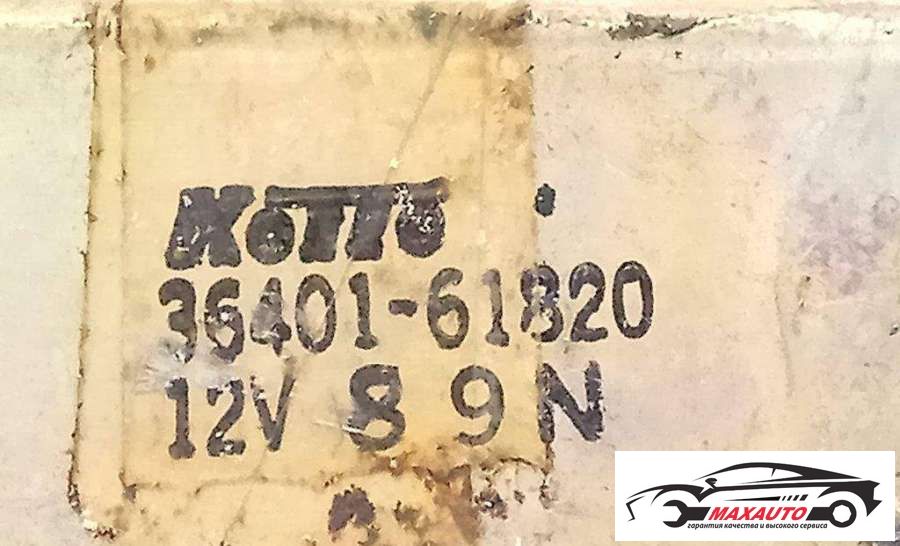 KOITO
36401-61820
12V 8 9 N
MAXAUTO
гарантия качества и высокого сервиса